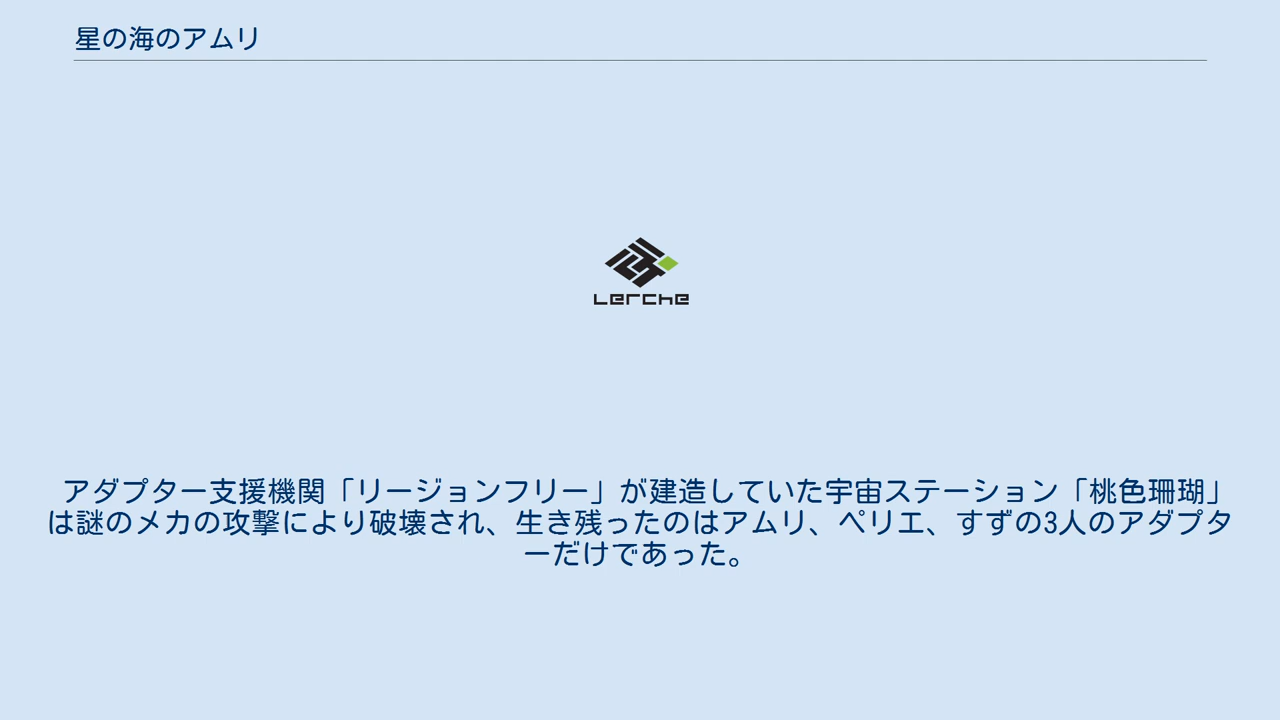 星の海のアムリ
Lerche
アダプター支援機関「リージョンフリー」が建造していた宇宙ステーション「桃色珊瑚」
は謎のメカの攻撃により破壊され、生き残ったのはアムリ、ペリエ、すずの3人のアダプタ
ーだけであった。